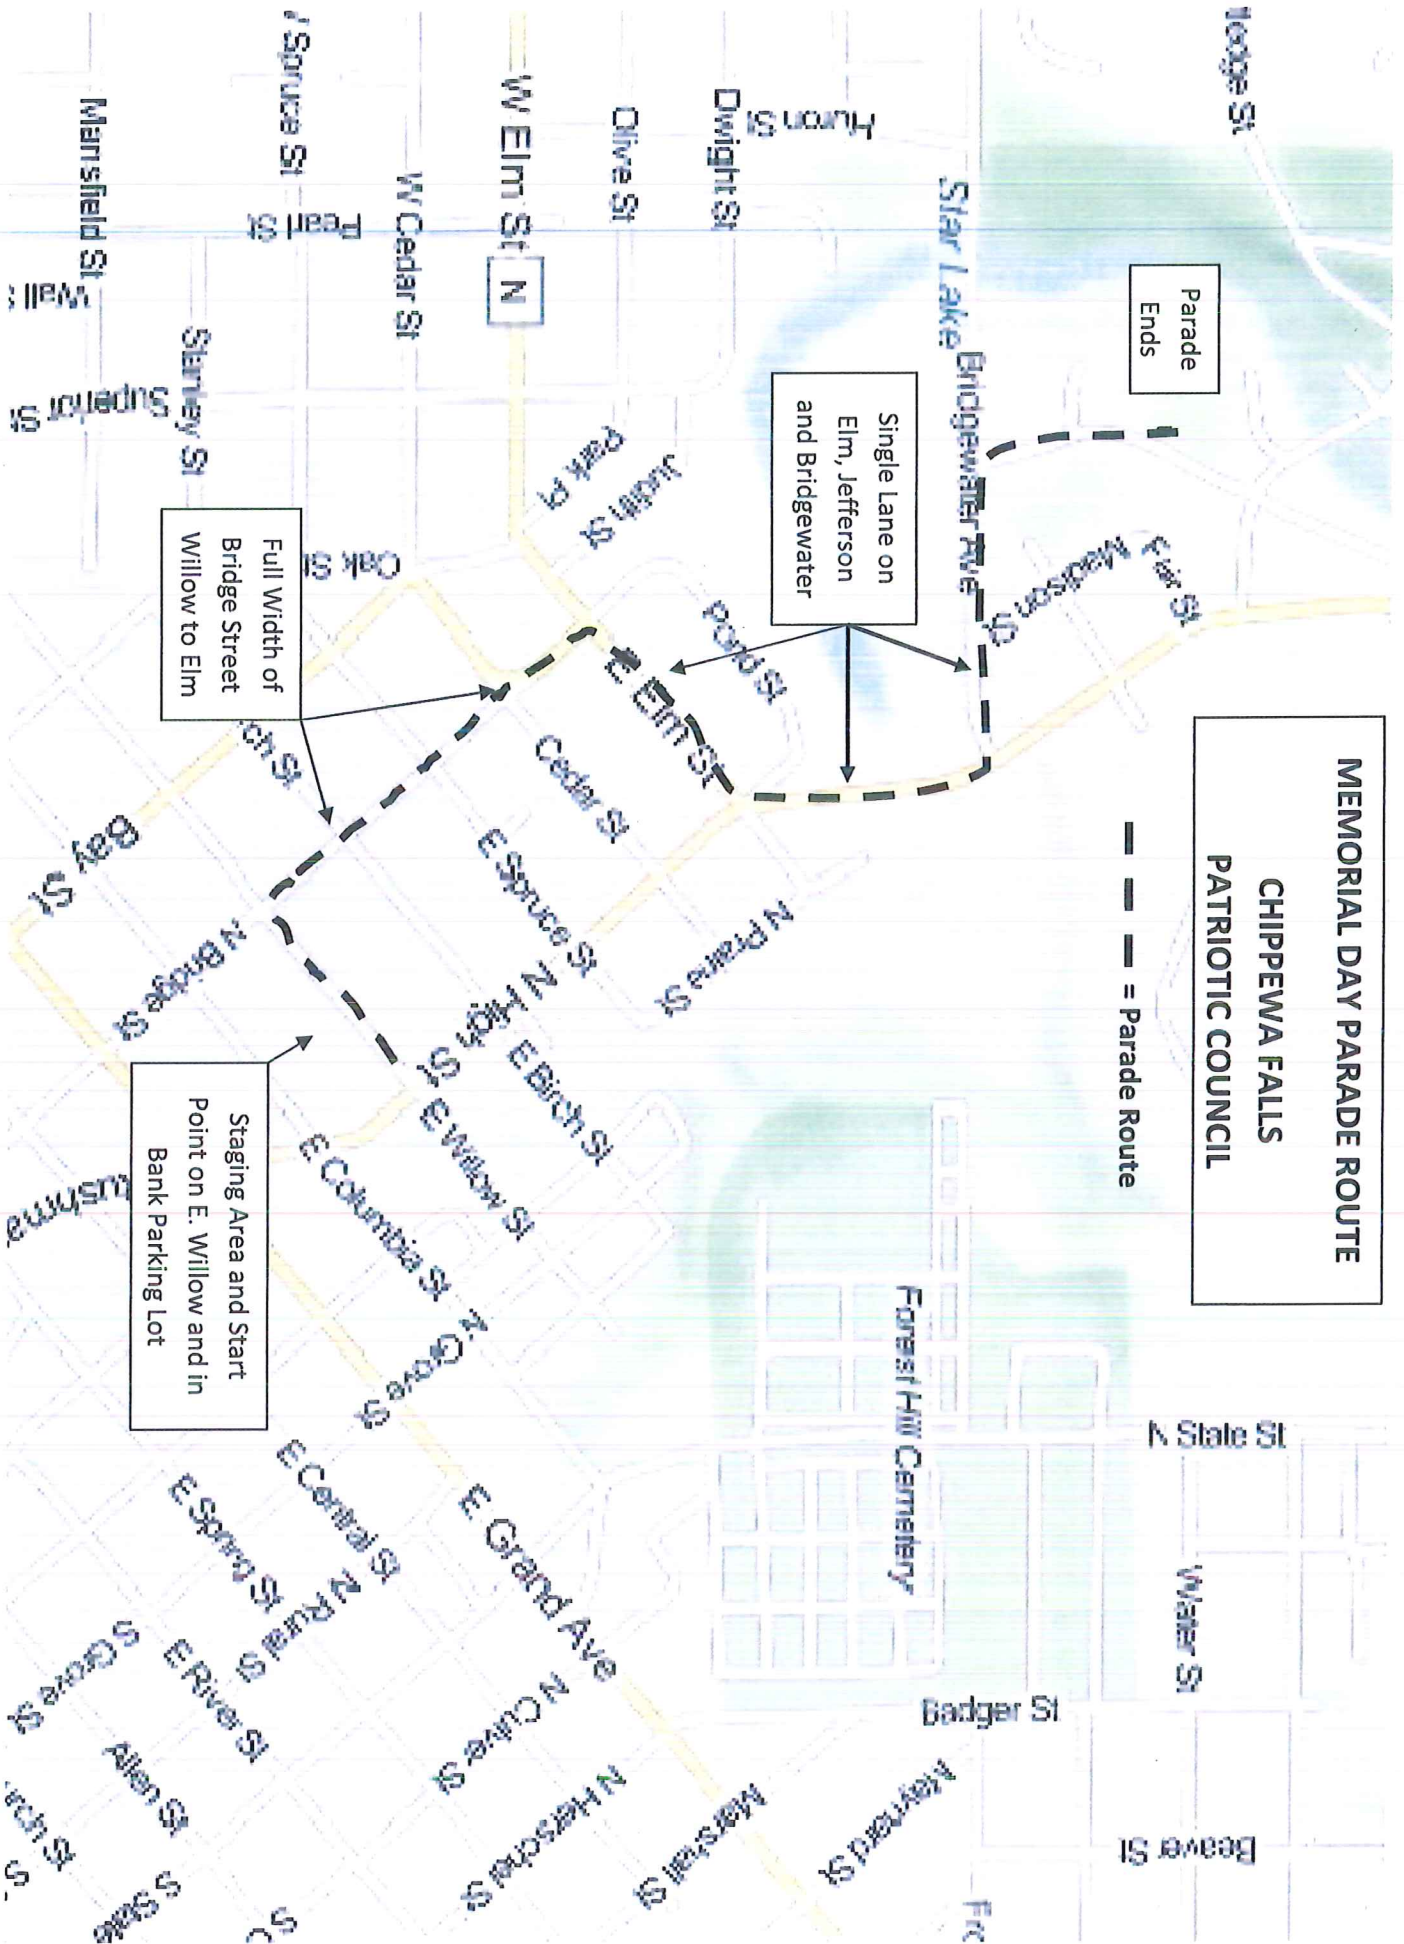 MEMORIAL DAY PARADE ROUTE
CHIPPEWA FALLS
PATRIOTIC COUNCIL
= Parade Route
Parade
Ends
Single Lane on
Elm, Jefferson
and Bridgewater
Full Width of
Bridge Street
Willow to Elm
Staging Area and Start
Point on E. Willow and in
Bank Parking Lot
Huron St
Star Lake
Bridgewater Ave
Fair St
Madison St
Dwight St
Olive St
W Elm St
N
W Cedar St
Pearl St
Spruce St
Mansfield St
Stanley St
Superior St
Park Pl
Judith St
Oak St
Pond St
E Elm St
Cedar St
E Spruce St
N Prairie St
N High St
E Birch St
E Willow St
Bay St
N Bridge St
E Columbia St
N Grove St
Forest Hill Cemetery
N State St
Water St
Badger St
Beaver St
Maynard St
Marshall St
N Herschel St
N Culver St
E Grand Ave
E Central St
N Rural St
E Spring St
E River St
S Grove St
Allen St
S State